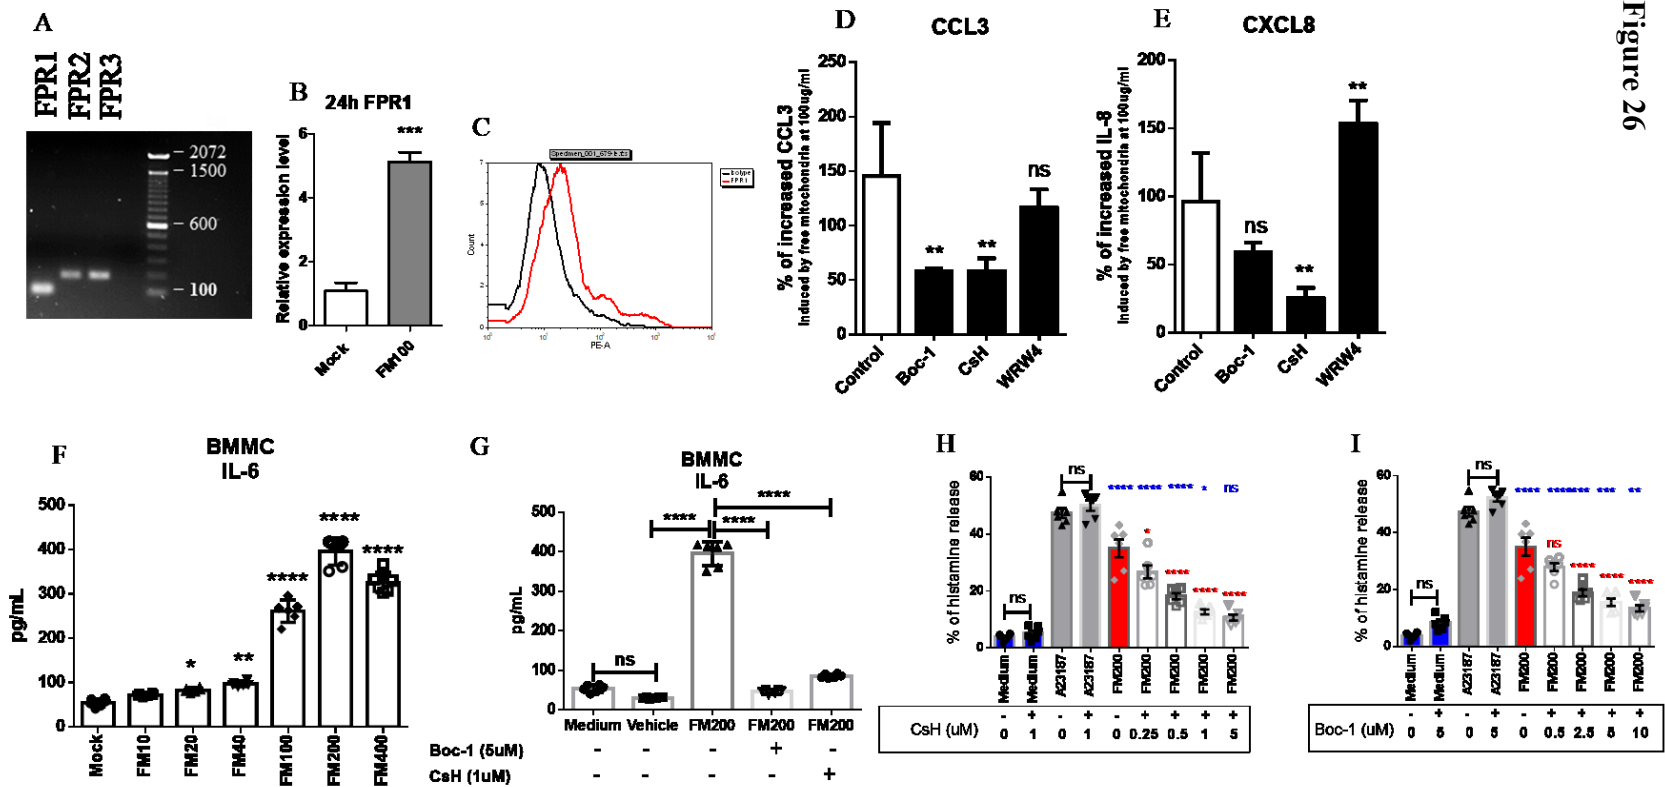 Figure 26
A
FPR1
FPR2
FPR3
2072
1500
600
100
B
24h FPR1
Relative expression level
6
4
2
0
***
Mock
FM100
C
Isotype
FPR1
Count
PE-A
D
CCL3
% of increased CCL3
Induced by free mitochondria at 100ug/ml
250
200
150
100
50
0
** ** ns
Control
Boc-1
CsH
WRW4
E
CXCL8
% of increased IL-8
Induced by free mitochondria at 100ug/ml
200
150
100
50
0
ns ** **
Control
Boc-1
CsH
WRW4
F
BMMC
IL-6
pg/mL
500
400
300
200
100
0
* ** **** **** ****
Mock
FM10
FM20
FM40
FM100
FM200
FM400
G
BMMC
IL-6
pg/mL
500
400
300
200
100
0
ns **** **** ****
Medium Vehicle FM200 FM200 FM200
Boc-1 (5uM) - - - + -
CsH (1uM) - - - - +
H
% of histamine release
60
40
20
0
ns ns
**** **** **** * ns
* **** **** ****
Medium
Medium
A23187
A23187
FM200
FM200
FM200
FM200
FM200
+ + + + + +
CsH (uM) 0 1 0 1 0 0.25 0.5 1 5
I
% of histamine release
60
40
20
0
ns ns
**** **** **** *** **
ns **** **** ****
Medium
Medium
A23187
A23187
FM200
FM200
FM200
FM200
FM200
+ + + + + +
Boc-1 (uM) 0 5 0 5 0 0.5 2.5 5 10